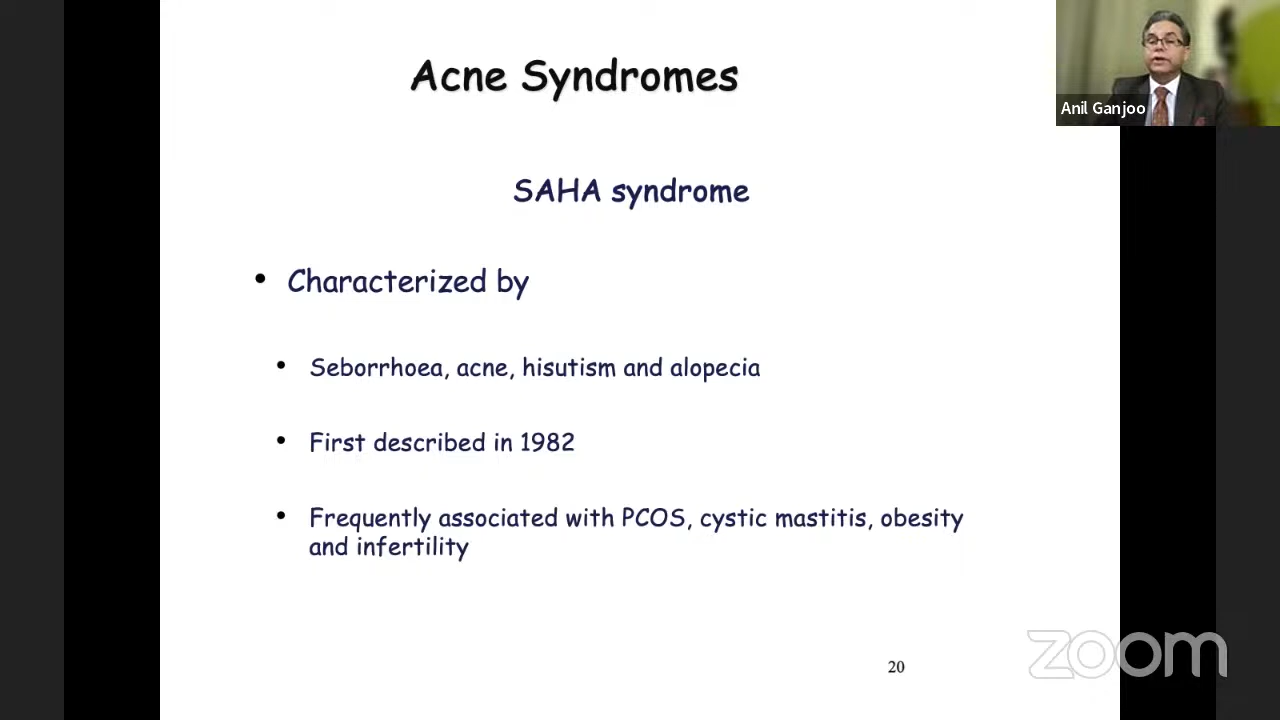 Acne Syndromes
Anil Ganjoo
SAHA syndrome
• Characterized by
• Seborrhoea, acne, hisutism and alopecia
• First described in 1982
• Frequently associated with PCOS, cystic mastitis, obesity
and infertility
20
zoom